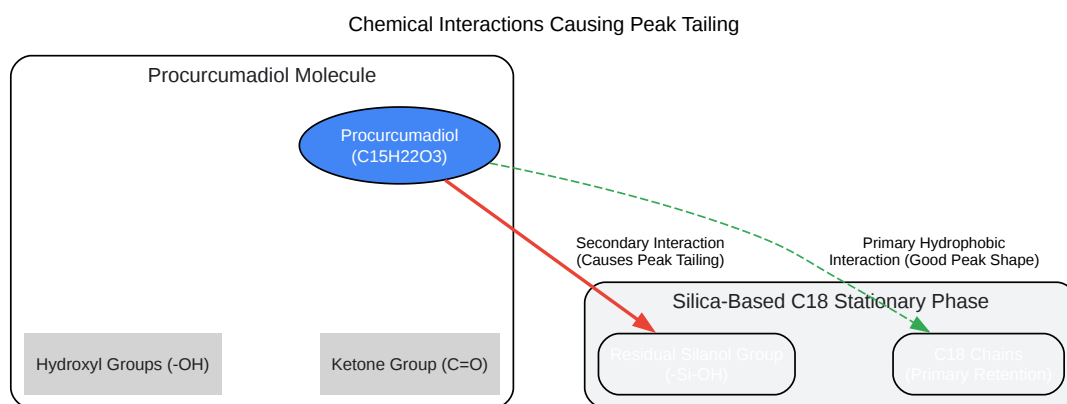 Chemical Interactions Causing Peak Tailing
Procurcumadiol Molecule
Procurcumadiol
(C15H22O3)
Secondary Interaction
(Causes Peak Tailing)
Primary Hydrophobic
Interaction (Good Peak Shape)
Silica-Based C18 Stationary Phase
Hydroxyl Groups (-OH)
Ketone Group (C=O)
Residual Silanol Group
(-Si-OH)
C18 Chains
(Primary Retention)